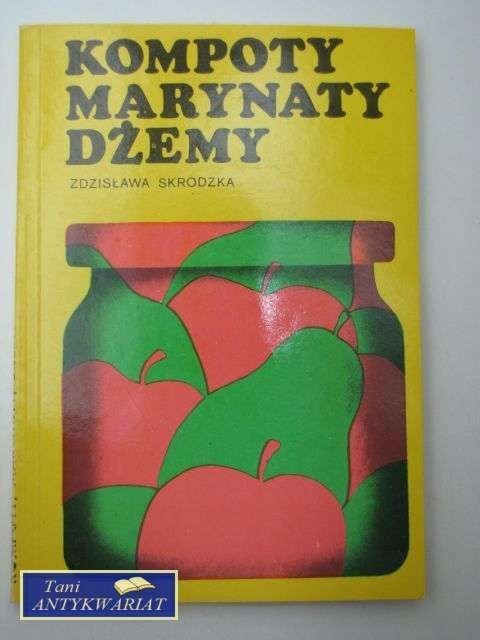 KOMPOTY
MARYNATY
DŻEMY
ZDZISŁAWA SKRODZKA
Tani
ANTYKWARIAT